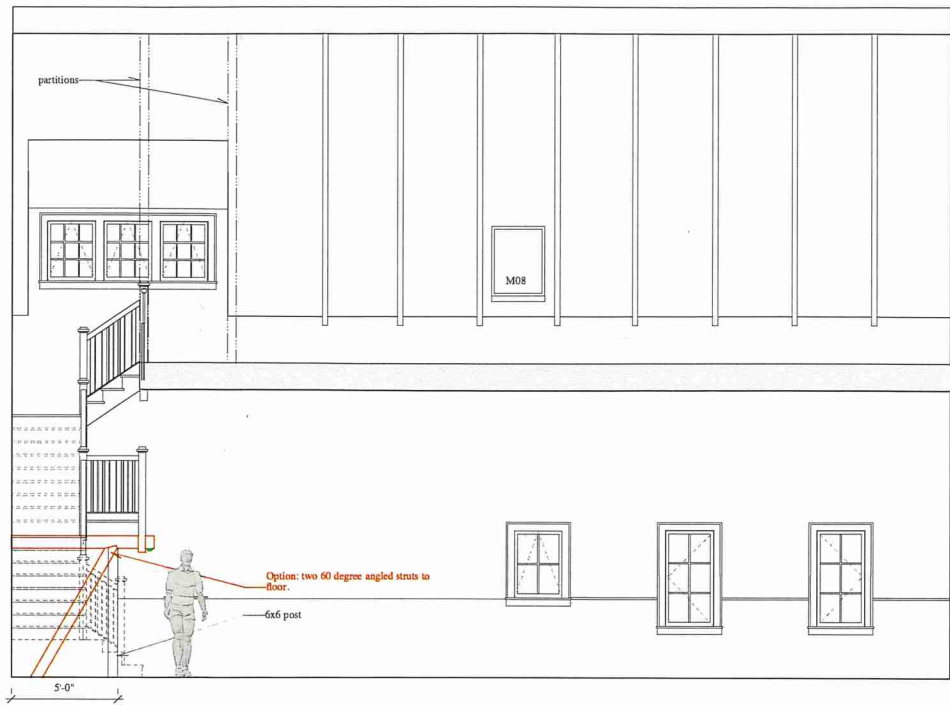 partitions
M08
Option: two 60 degree angled struts to
floor.
6x6 post
5'-0"